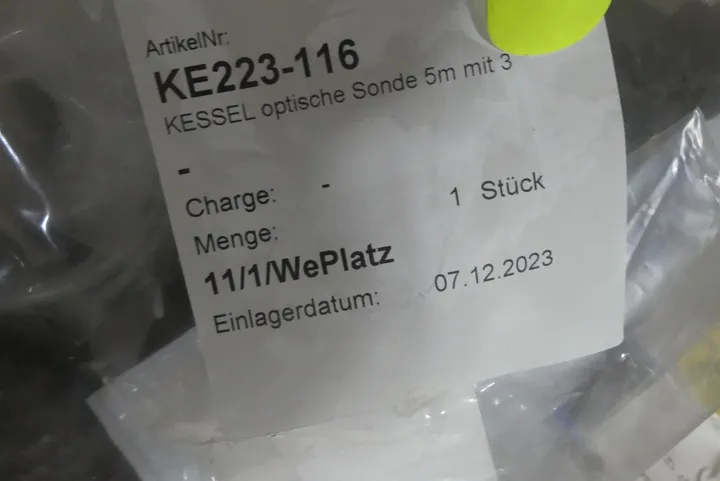 ArtikelNr:
KE223-116
KESSEL optische Sonde 5m mit 3
-
Charge: -
Menge: 1 Stück
11/1/WePlatz
Einlagerdatum: 07.12.2023